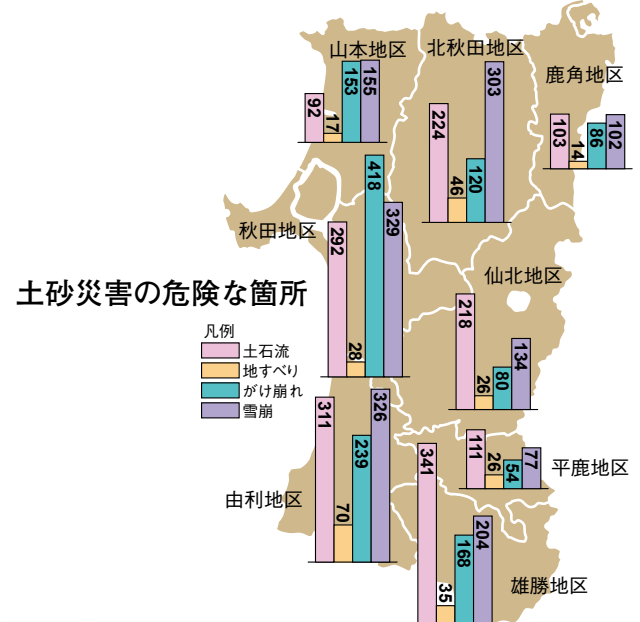 山本地区
92
17
153
155
北秋田地区
224
46
120
303
鹿角地区
103
14
86
102
秋田地区
292
28
418
329
仙北地区
218
26
80
134
土砂災害の危険な箇所
凡例
土石流
地すべり
がけ崩れ
雪崩
由利地区
311
70
239
326
平鹿地区
111
26
54
77
雄勝地区
341
35
168
204